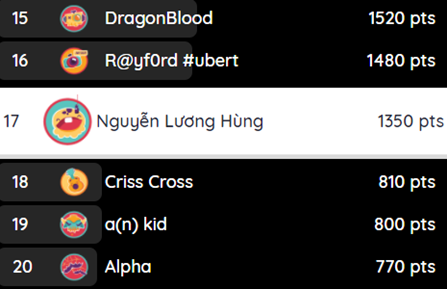 15 DragonBlood 1520 pts
16 R@yf0rd #ubert 1480 pts
17 Nguyễn Lương Hùng 1350 pts
18 Criss Cross 810 pts
19 a(n) kid 800 pts
20 Alpha 770 pts